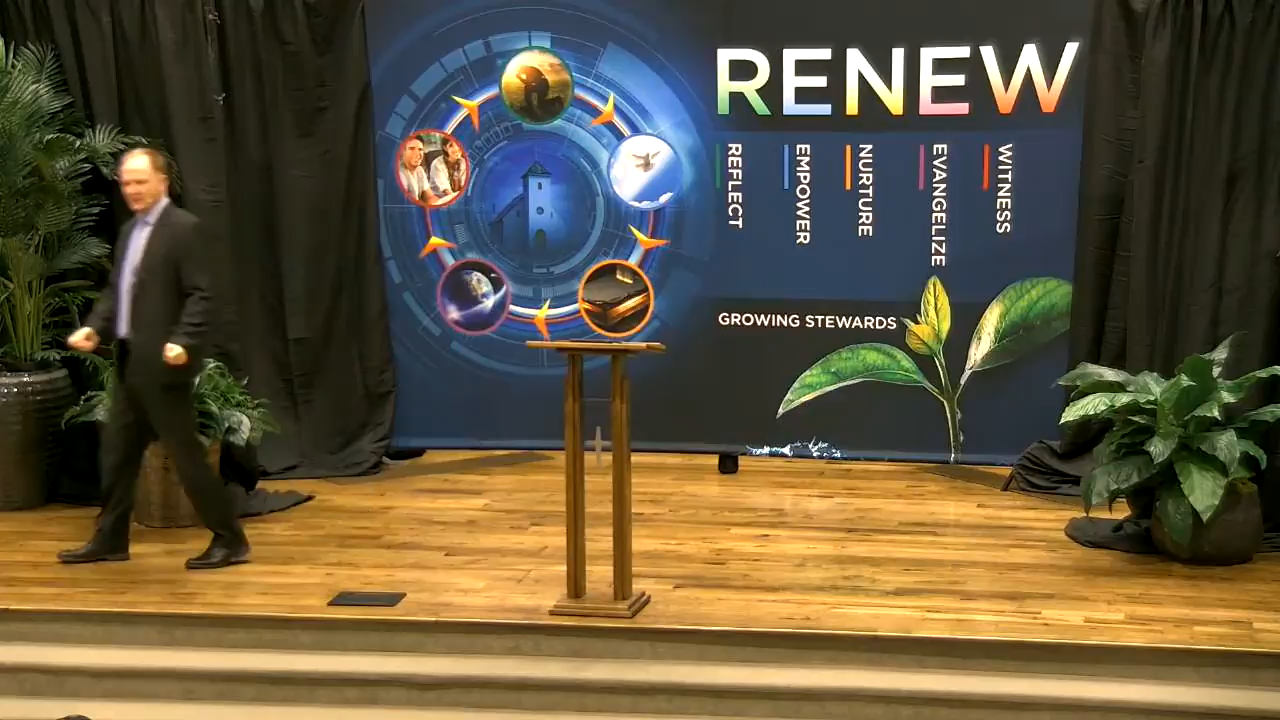 RENEW
REFLECT
EMPOWER
NURTURE
EVANGELIZE
WITNESS
GROWING STEWARDS